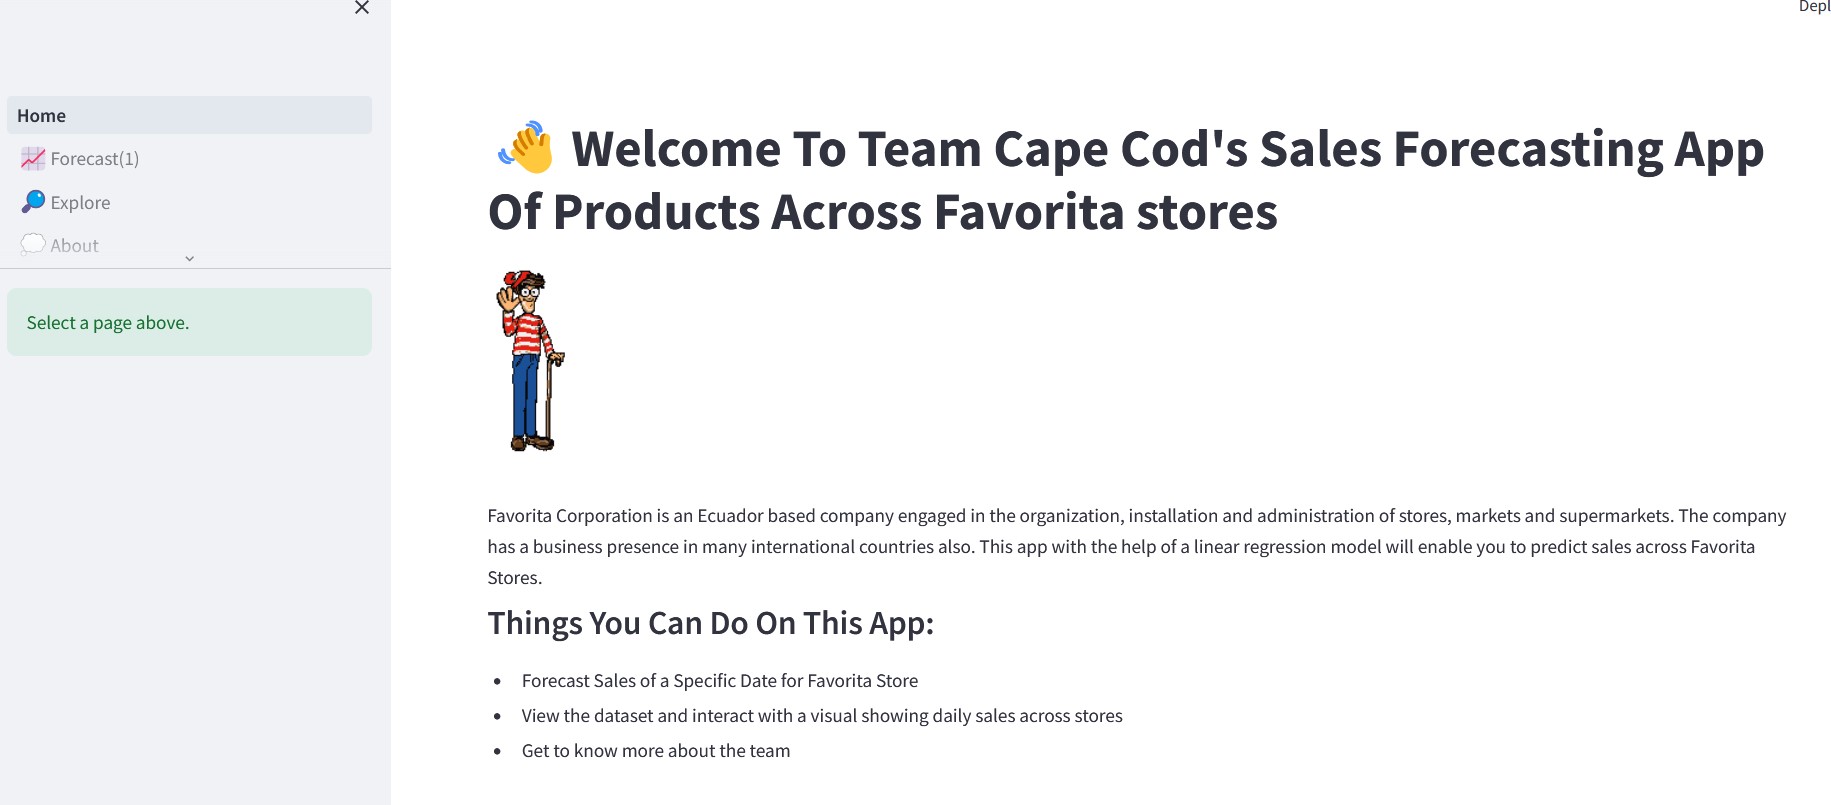 Depl
Home
Forecast(1)
Explore
About
Select a page above.
Welcome To Team Cape Cod's Sales Forecasting App
Of Products Across Favorita stores
Favorita Corporation is an Ecuador based company engaged in the organization, installation and administration of stores, markets and supermarkets. The company
has a business presence in many international countries also. This app with the help of a linear regression model will enable you to predict sales across Favorita
Stores.
Things You Can Do On This App:
Forecast Sales of a Specific Date for Favorita Store
View the dataset and interact with a visual showing daily sales across stores
Get to know more about the team